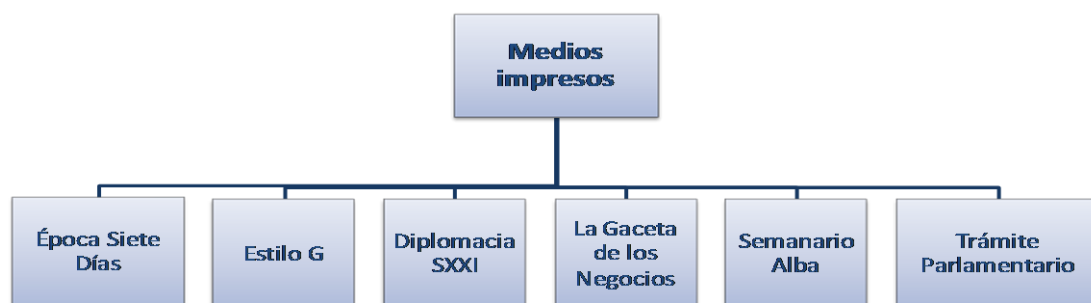 Medios
impresos
Época Siete
Días
Estilo G
Diplomacia
SXXI
La Gaceta
de los
Negocios
Semanario
Alba
Trámite
Parlamentario